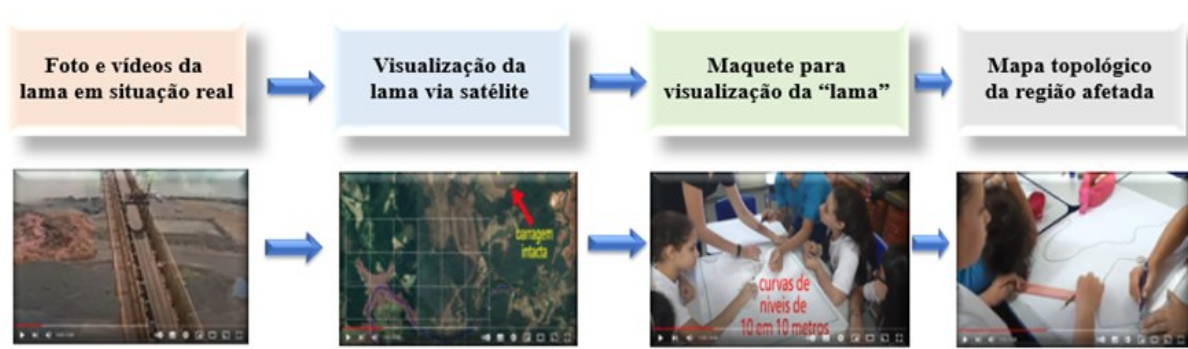 Foto e vídeos da
lama em situação real
Visualização da
lama via satélite
Maquete para
visualização da “lama”
Mapa topológico
da região afetada
barragem
intacta
curvas de
níveis de
10 em 10 metros